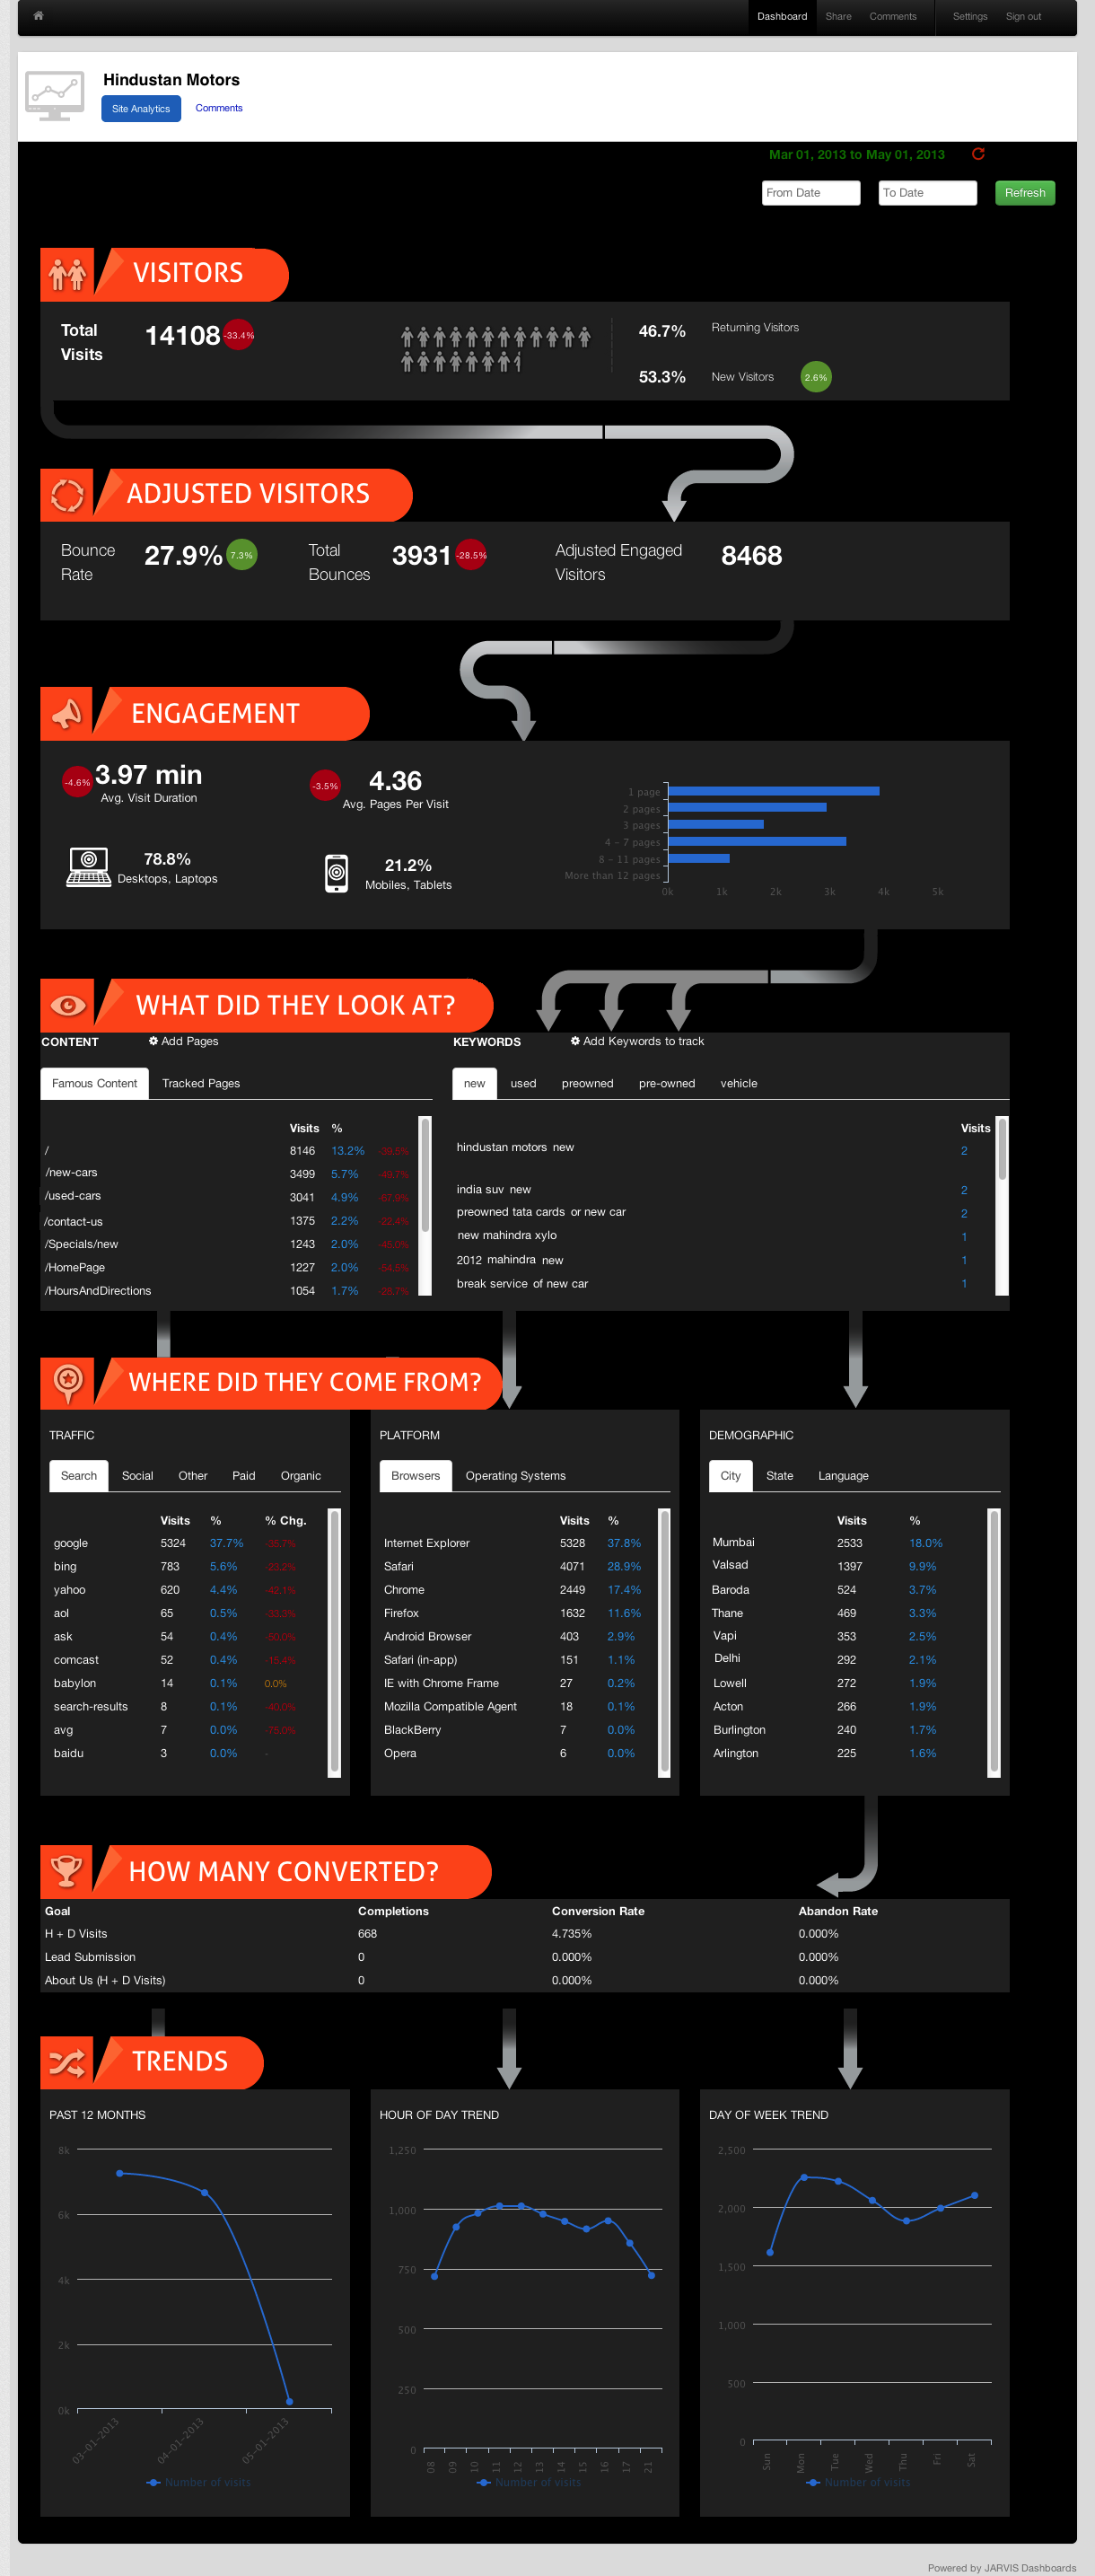 Dashboard Share Comments Settings Sign out
Hindustan Motors
Site Analytics Comments
Mar 01, 2013 to May 01, 2013
From Date To Date Refresh
VISITORS
Total Visits 14108 -33.4%
46.7% Returning Visitors
53.3% New Visitors 2.6%
ADJUSTED VISITORS
Bounce Rate 27.9% 7.3% Total Bounces 3931 -28.5% Adjusted Engaged Visitors 8468
ENGAGEMENT
-4.6% 3.97 min
Avg. Visit Duration
-3.5% 4.36
Avg. Pages Per Visit
78.8%
Desktops, Laptops
21.2%
Mobiles, Tablets
1 page
2 pages
3 pages
4 - 7 pages
8 - 11 pages
More than 12 pages
0k 1k 2k 3k 4k 5k
WHAT DID THEY LOOK AT?
CONTENT Add Pages
Famous Content Tracked Pages
Visits %
/ 8146 13.2% -39.5%
/new-cars 3499 5.7% -49.7%
/used-cars 3041 4.9% -67.9%
/contact-us 1375 2.2% -22.4%
/Specials/new 1243 2.0% -45.0%
/HomePage 1227 2.0% -54.5%
/HoursAndDirections 1054 1.7% -28.7%
KEYWORDS Add Keywords to track
new used preowned pre-owned vehicle
Visits
hindustan motors new 2
india suv new 2
preowned tata cards or new car 2
new mahindra xylo 1
2012 mahindra new 1
break service of new car 1
WHERE DID THEY COME FROM?
TRAFFIC
Search Social Other Paid Organic
Visits % % Chg.
google 5324 37.7% -35.7%
bing 783 5.6% -23.2%
yahoo 620 4.4% -42.1%
aol 65 0.5% -33.3%
ask 54 0.4% -50.0%
comcast 52 0.4% -15.4%
babylon 14 0.1% 0.0%
search-results 8 0.1% -40.0%
avg 7 0.0% -75.0%
baidu 3 0.0% -
PLATFORM
Browsers Operating Systems
Visits %
Internet Explorer 5328 37.8%
Safari 4071 28.9%
Chrome 2449 17.4%
Firefox 1632 11.6%
Android Browser 403 2.9%
Safari (in-app) 151 1.1%
IE with Chrome Frame 27 0.2%
Mozilla Compatible Agent 18 0.1%
BlackBerry 7 0.0%
Opera 6 0.0%
DEMOGRAPHIC
City State Language
Visits %
Mumbai 2533 18.0%
Valsad 1397 9.9%
Baroda 524 3.7%
Thane 469 3.3%
Vapi 353 2.5%
Delhi 292 2.1%
Lowell 272 1.9%
Acton 266 1.9%
Burlington 240 1.7%
Arlington 225 1.6%
HOW MANY CONVERTED?
Goal Completions Conversion Rate Abandon Rate
H + D Visits 668 4.735% 0.000%
Lead Submission 0 0.000% 0.000%
About Us (H + D Visits) 0 0.000% 0.000%
TRENDS
PAST 12 MONTHS
8k
6k
4k
2k
0k
03-01-2013 04-01-2013 05-01-2013
Number of visits
HOUR OF DAY TREND
1,250
1,000
750
500
250
0
08 09 10 11 12 13 14 15 16 17 21
Number of visits
DAY OF WEEK TREND
2,500
2,000
1,500
1,000
500
0
Sun Mon Tue Wed Thu Fri Sat
Number of visits
Powered by JARVIS Dashboards